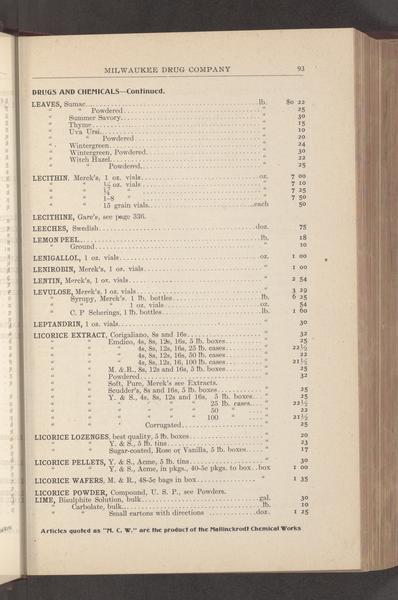 MILWAUKEE DRUG COMPANY 93
DRUGS AND CHEMICALS—Continued.
LEAVES, Sumac lb. $0 22
" " Powdered " 25
" Summer Savory " 30
" Thyme " 15
" Uva Ursi " 10
" " Powdered " 20
" Wintergreen " 24
" Wintergreen, Powdered " 30
" Witch Hazel " 22
" " Powdered " 25
LECITHIN. Merck's, 1 oz. vials oz. 7 00
" " ½ oz. vials " 7 10
" " ¼ " " 7 25
" " 1-8 " " 7 50
" " 15 grain vials each 50
LECITHINE, Gare's, see page 336.
LEECHES, Swedish doz. 75
LEMON PEEL lb. 18
" Ground " 10
LENIGALLOL, 1 oz. vials oz. 1 00
LENIROBIN, Merck's, 1 oz. vials " 1 00
LENTIN, Merck's, 1 oz. vials " 2 54
LEVULOSE, Merck's, 1 oz. vials " 3 29
" Syrupy, Merck's. 1 lb. bottles lb. 6 25
" " 1 oz. vials oz. 54
" C. P Scherings, 1 lb. bottles lb. 1 60
LEPTANDRIN, 1 oz. vials " 30
LICORICE EXTRACT, Corigaliano, 8s and 16s " 32
" " Emdico, 4s, 8s, 12s, 16s, 5 lb. boxes " 25
" " " 4s, 8s, 12s, 16s, 25 lb. cases " 22½
" " " 4s, 8s, 12s, 16s, 50 lb. cases " 22
" " " 4s, 8s, 12s, 16, 100 lb. cases " 21½
" " M. & R., 8s, 12s and 16s, 5 lb. boxes " 25
" " Powdered " 32
" " Soft, Pure, Merck's see Extracts.
" " Scudder's, 8s and 16s, 5 lb. boxes " 25
" " Y. & S., 4s, 8s, 12s and 16s, 5 lb. boxes " 25
" " " " " " 25 lb. cases " 22½
" " " " " " 50 " " 22
" " " " " " 100 " " 21½
" " Corrugated " 25
LICORICE LOZENGES, best quality, 5 lb. boxes " 20
" " Y. & S., 5 lb. tins " 23
" " Sugar-coated, Rose or Vanilla, 5 lb. boxes " 17
LICORICE PELLETS, Y. & S., Acme, 5 lb. tins " 30
" " Y. & S., Acme, in pkgs., 40-5c pkgs. to box box 1 00
LICORICE WAFERS, M. & R., 48-5c bags in box " 1 35
LICORICE POWDER, Compound, U. S. P., see Powders.
LIME, Bisulphite Solution, bulk gal. 30
" Carbolate, bulk lb. 10
" " Small cartons with directions doz. 1 25
Articles quoted as "M. C. W." are the product of the Mallinckrodt Chemical Works